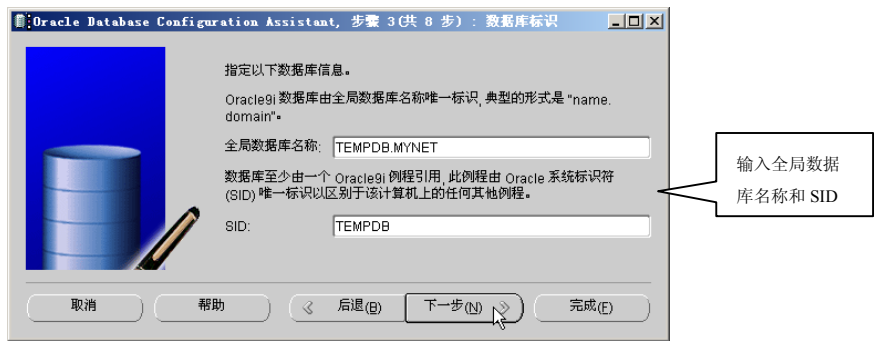 Oracle Database Configuration Assistant, 步骤 3(共 8 步) : 数据库标识
指定以下数据库信息。
Oracle9i 数据库由全局数据库名称唯一标识, 典型的形式是 "name.
domain"。
全局数据库名称: TEMPDB.MYNET
数据库至少由一个 Oracle9i 例程引用, 此例程由 Oracle 系统标识符
(SID) 唯一标识以区别于该计算机上的任何其他例程。
SID: TEMPDB
取消 帮助 后退(B) 下一步(N) 完成(F)
输入全局数据
库名称和 SID